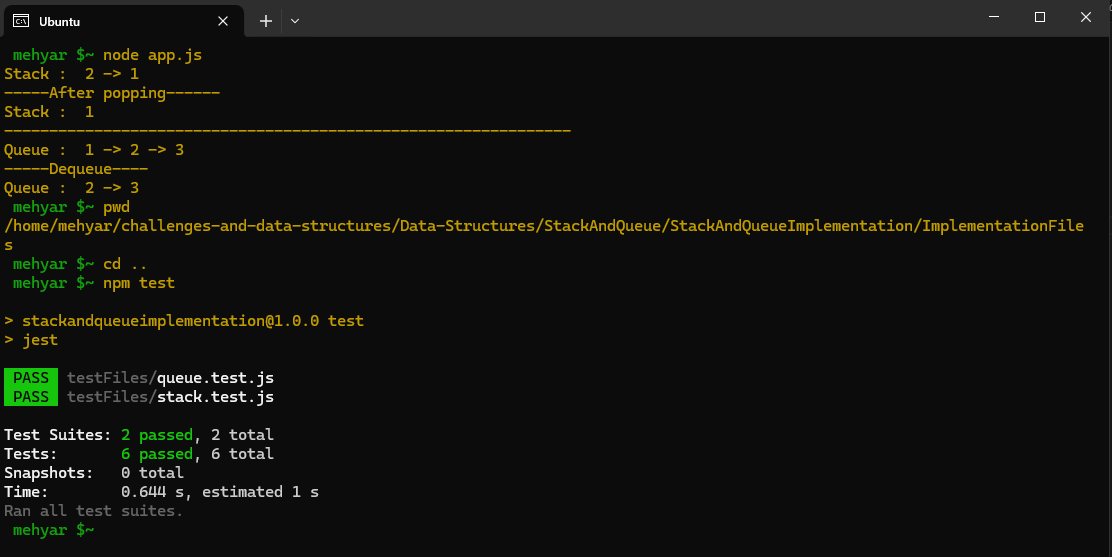 Ubuntu
mehyar $~ node app.js
Stack :  2 -> 1
-----After popping------
Stack :  1
---------------------------------------------------------------
Queue :  1 -> 2 -> 3
-----Dequeue----
Queue :  2 -> 3
mehyar $~ pwd
/home/mehyar/challenges-and-data-structures/Data-Structures/StackAndQueue/StackAndQueueImplementation/ImplementationFile
s
mehyar $~ cd ..
mehyar $~ npm test
> stackandqueueimplementation@1.0.0 test
> jest
PASS testFiles/queue.test.js
PASS testFiles/stack.test.js
Test Suites: 2 passed, 2 total
Tests:       6 passed, 6 total
Snapshots:   0 total
Time:        0.644 s, estimated 1 s
Ran all test suites.
mehyar $~